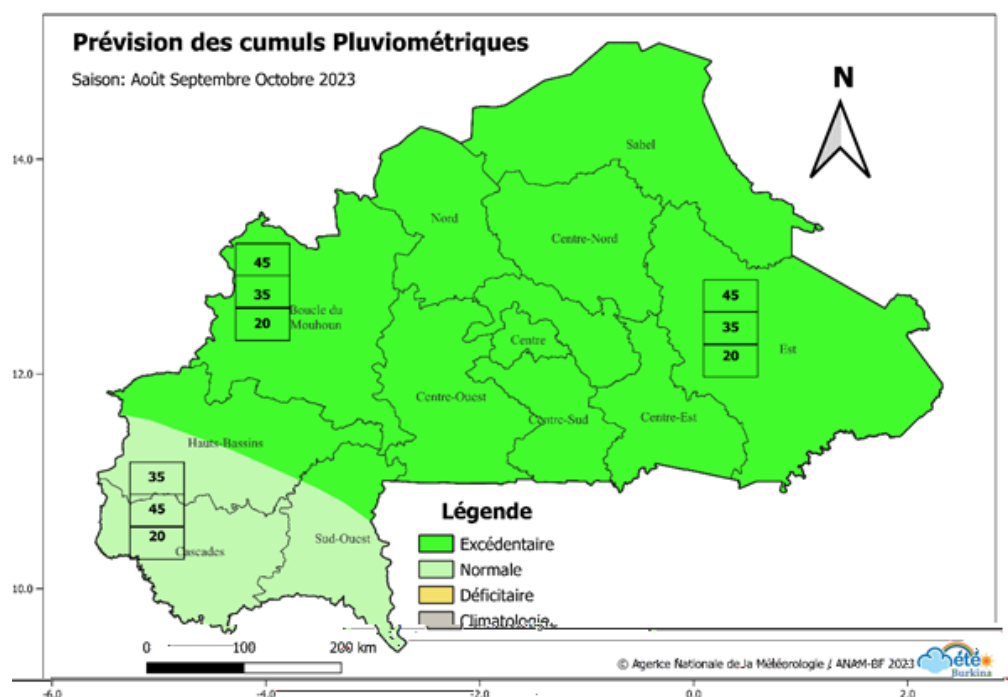 Prévision des cumuls Pluviométriques
Saison: Août Septembre Octobre 2023
N
14.0
12.0
10.0
Sahel
Nord
Centre-Nord
45
35
20
Boucle du
Mouhoun
45
35
20
Est
Centre
Centre-Ouest
Centre-Sud
Centre-Est
Hauts-Bassins
35
45
20
Cascades
Sud-Ouest
Légende
Excédentaire
Normale
Déficitaire
Climatologie
0 100 200 km
© Agence Nationale de la Météorologie / ANAM-BF 2023
été
Burkina
-6.0 -4.0 -2.0 0.0 2.0